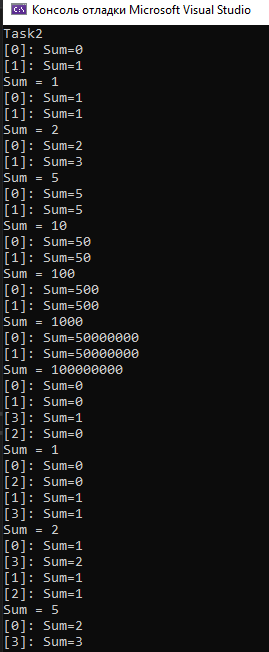 Консоль отладки Microsoft Visual Studio
Task2
[0]: Sum=0
[1]: Sum=1
Sum = 1
[0]: Sum=1
[1]: Sum=1
Sum = 2
[0]: Sum=2
[1]: Sum=3
Sum = 5
[0]: Sum=5
[1]: Sum=5
Sum = 10
[0]: Sum=50
[1]: Sum=50
Sum = 100
[0]: Sum=500
[1]: Sum=500
Sum = 1000
[0]: Sum=50000000
[1]: Sum=50000000
Sum = 100000000
[0]: Sum=0
[1]: Sum=0
[3]: Sum=1
[2]: Sum=0
Sum = 1
[0]: Sum=0
[2]: Sum=0
[1]: Sum=1
[3]: Sum=1
Sum = 2
[0]: Sum=1
[3]: Sum=2
[1]: Sum=1
[2]: Sum=1
Sum = 5
[0]: Sum=2
[3]: Sum=3